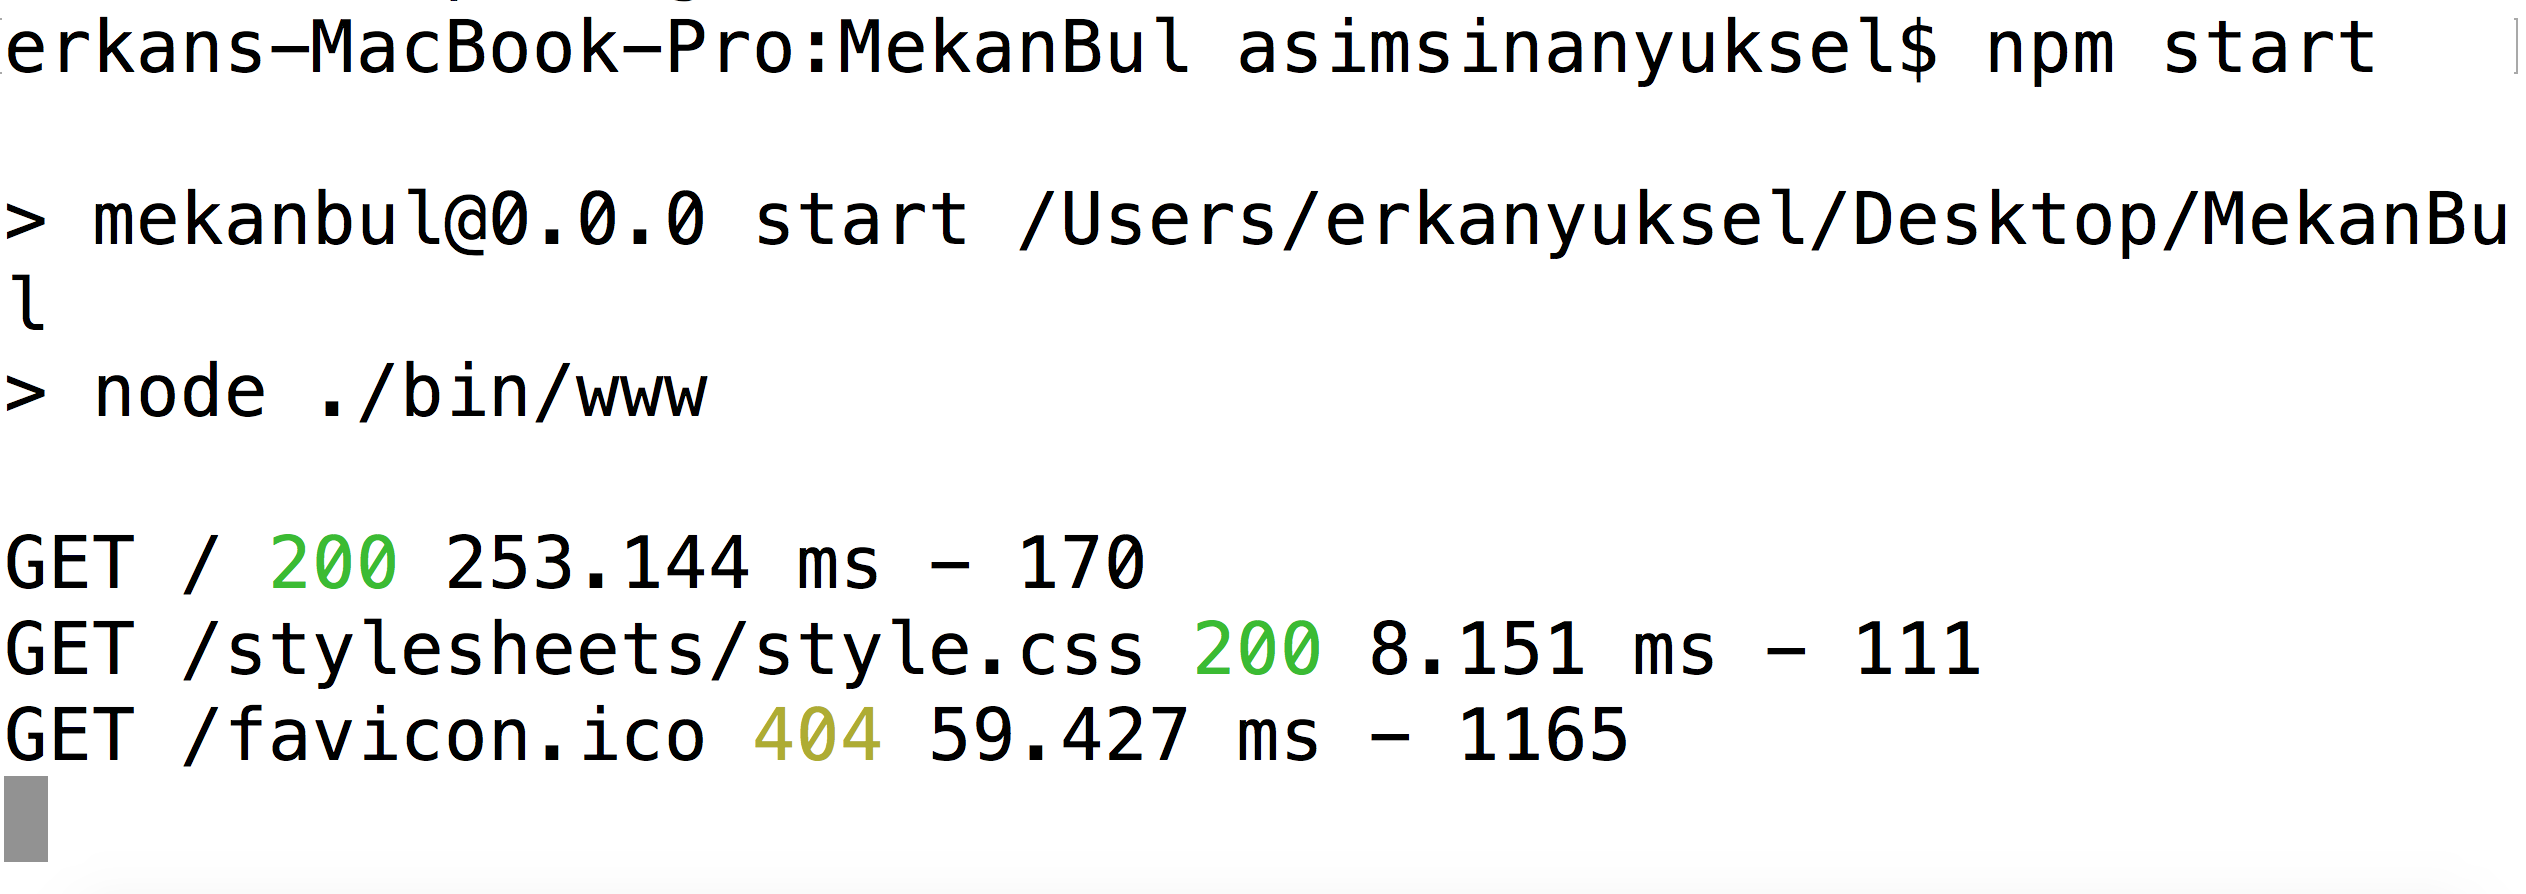 erkans-MacBook-Pro:MekanBul asimsinanyuksel$ npm start
> mekanbul@0.0.0 start /Users/erkanyuksel/Desktop/MekanBu
l
> node ./bin/www
GET / 200 253.144 ms - 170
GET /stylesheets/style.css 200 8.151 ms - 111
GET /favicon.ico 404 59.427 ms - 1165